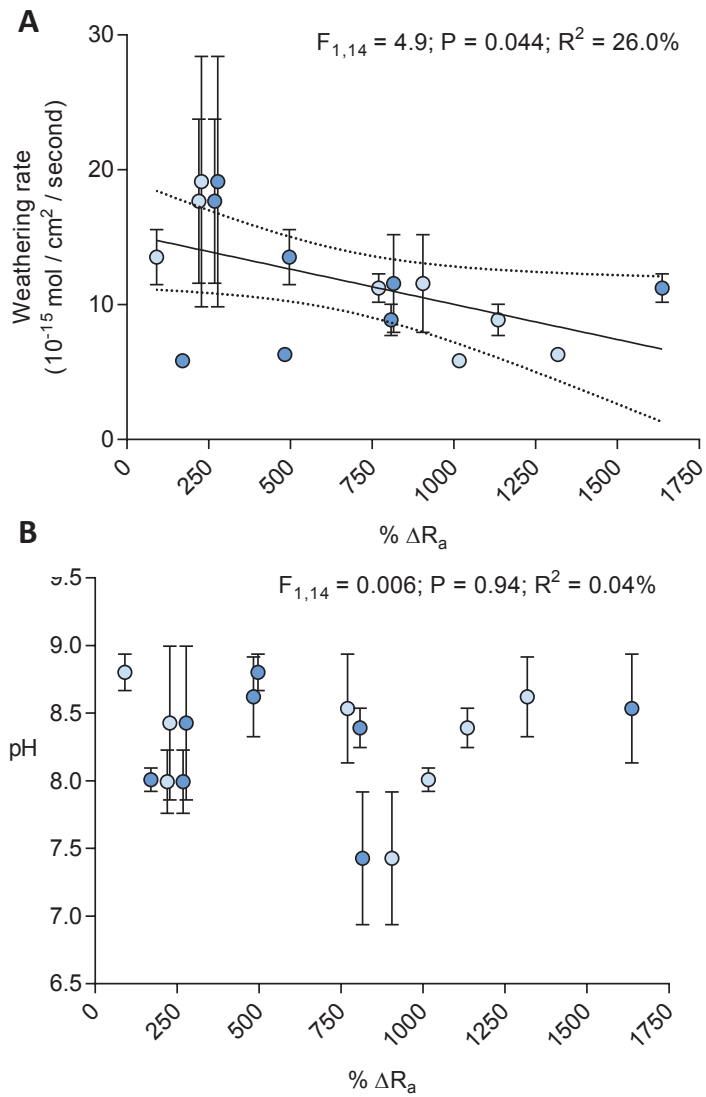 A
F1,14 = 4.9; P = 0.044; R2 = 26.0%
30
20
10
0
Weathering rate
(10-15 mol / cm2 / second)
0 250 500 750 1000 1250 1500 1750
% ΔRa
B
F1,14 = 0.006; P = 0.94; R2 = 0.04%
9.5
9.0
8.5
8.0
7.5
7.0
6.5
pH
0 250 500 750 1000 1250 1500 1750
% ΔRa